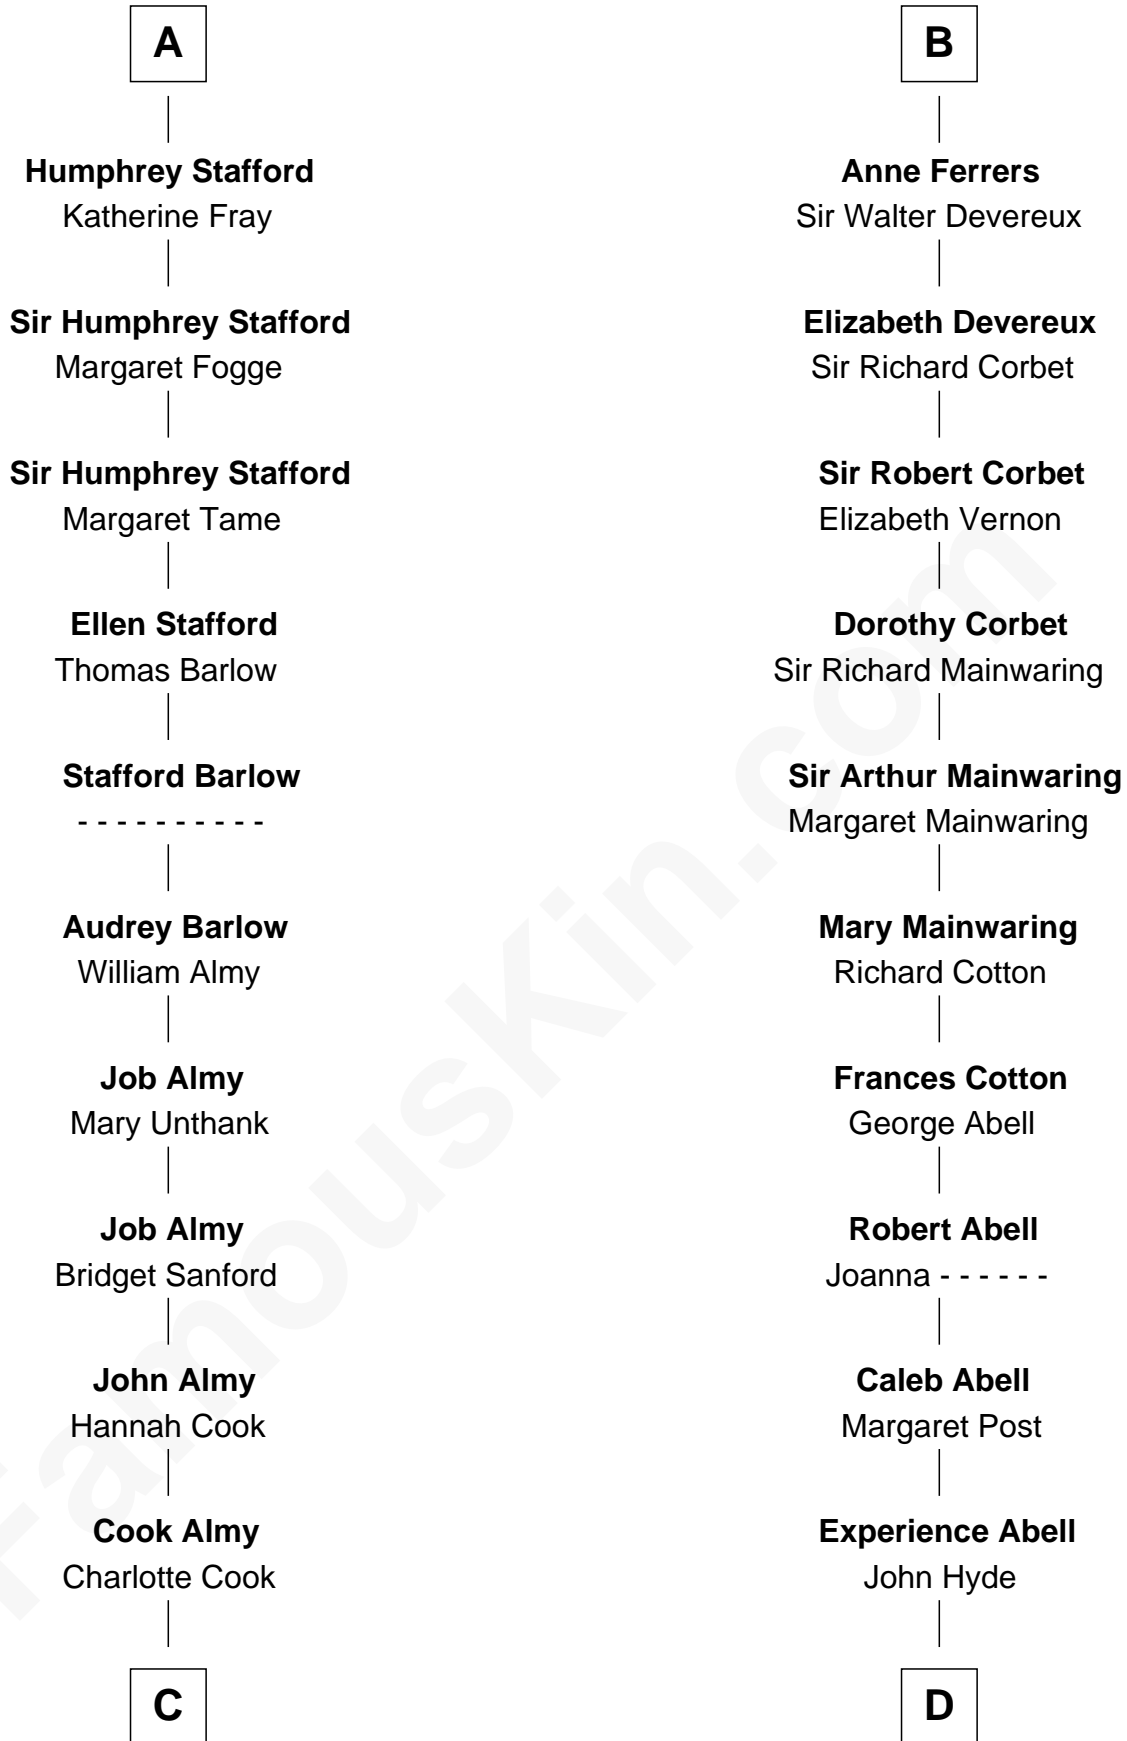 A
Humphrey Stafford
Katherine Fray
Sir Humphrey Stafford
Margaret Fogge
Sir Humphrey Stafford
Margaret Tame
Ellen Stafford
Thomas Barlow
Stafford Barlow
- - - - - - - - - -
Audrey Barlow
William Almy
Job Almy
Mary Unthank
Job Almy
Bridget Sanford
John Almy
Hannah Cook
Cook Almy
Charlotte Cook
C
B
Anne Ferrers
Sir Walter Devereux
Elizabeth Devereux
Sir Richard Corbet
Sir Robert Corbet
Elizabeth Vernon
Dorothy Corbet
Sir Richard Mainwaring
Sir Arthur Mainwaring
Margaret Mainwaring
Mary Mainwaring
Richard Cotton
Frances Cotton
George Abell
Robert Abell
Joanna - - - - - -
Caleb Abell
Margaret Post
Experience Abell
John Hyde
D
FamousKin.com